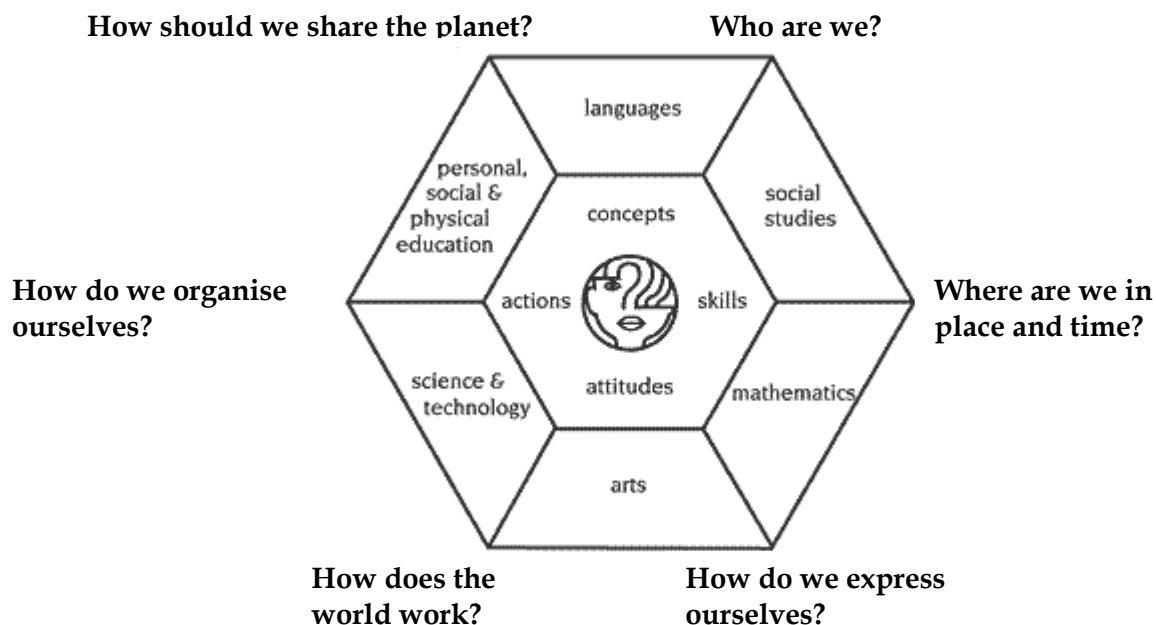 How should we share the planet?
Who are we?
languages
personal,
social &
physical
education
concepts
social
studies
How do we organise
ourselves?
actions
skills
Where are we in
place and time?
science &
technology
attitudes
mathematics
arts
How does the
world work?
How do we express
ourselves?